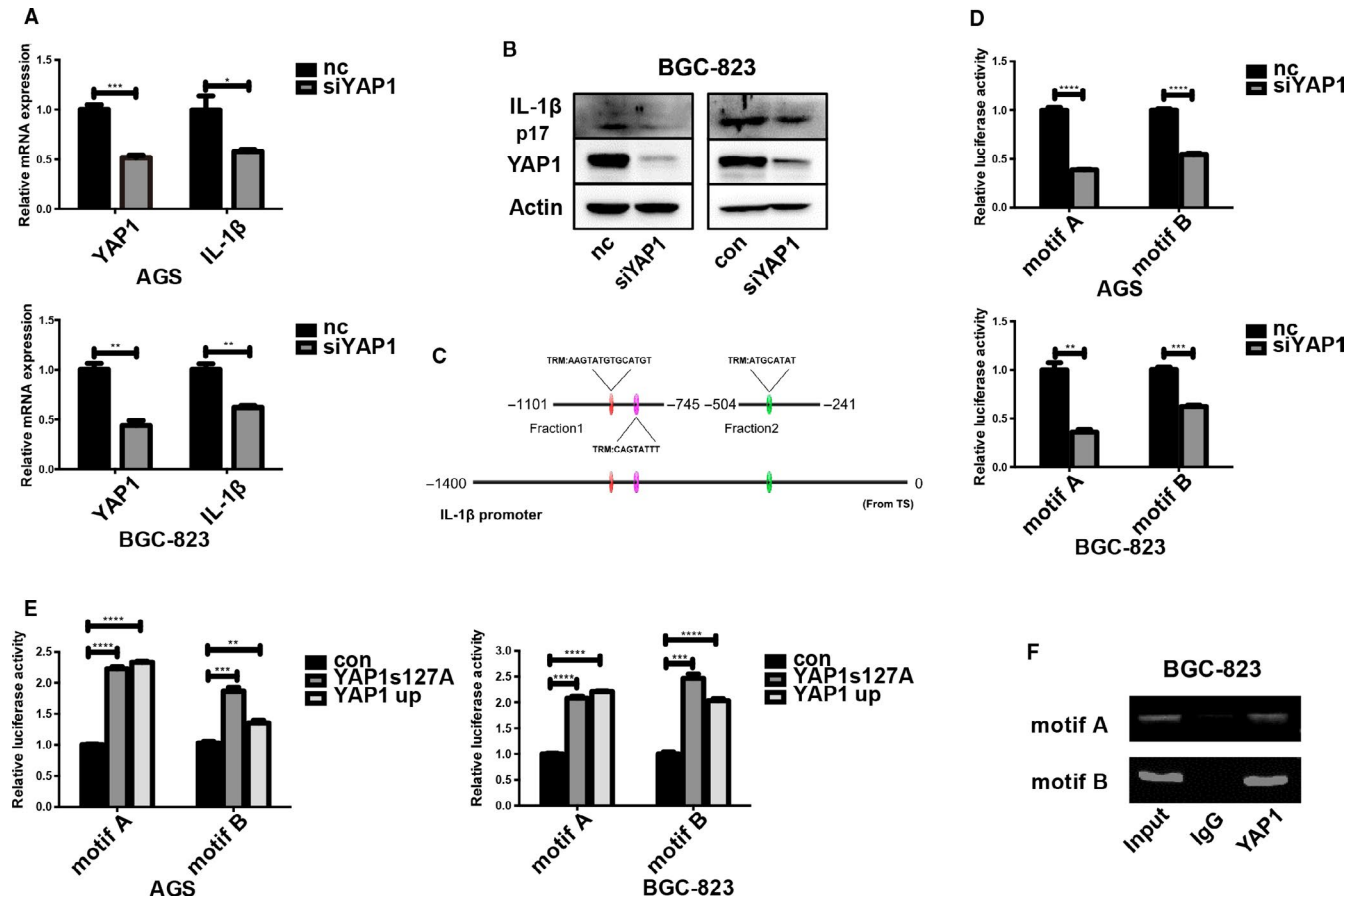 A
Relative mRNA expression
1.5
1.0
0.5
0.0
***
*
nc
siYAP1
YAP1
IL-1β
AGS
Relative mRNA expression
1.5
1.0
0.5
0.0
**
**
nc
siYAP1
YAP1
IL-1β
BGC-823
B
BGC-823
IL-1β
p17
YAP1
Actin
nc
siYAP1
con
siYAP1
C
TRM:AAGTATGTGCATGT
TRM:ATGCATAT
−1101
−745
−504
−241
Fraction1
Fraction2
TRM:CAGTATTT
−1400
0
(From TS)
IL-1β promoter
D
Relative luciferase activity
1.5
1.0
0.5
0.0
****
****
nc
siYAP1
motif A
motif B
AGS
Relative luciferase activity
1.5
1.0
0.5
0.0
**
***
nc
siYAP1
motif A
motif B
BGC-823
E
Relative luciferase activity
2.5
2.0
1.5
1.0
0.5
0.0
****
****
**
***
con
YAP1s127A
YAP1 up
motif A
motif B
AGS
Relative luciferase activity
3.0
2.5
2.0
1.5
1.0
0.5
0.0
****
****
****
***
con
YAP1s127A
YAP1 up
motif A
motif B
BGC-823
F
BGC-823
motif A
motif B
Input
IgG
YAP1